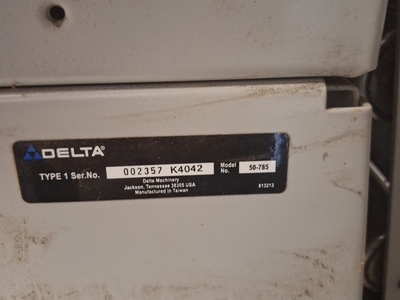 DELTA®
TYPE 1 Ser.No. 002357 K4042 Model No. 50-785
Delta Machinery
Jackson, Tennessee 38305 USA
Manufactured in Taiwan 813213